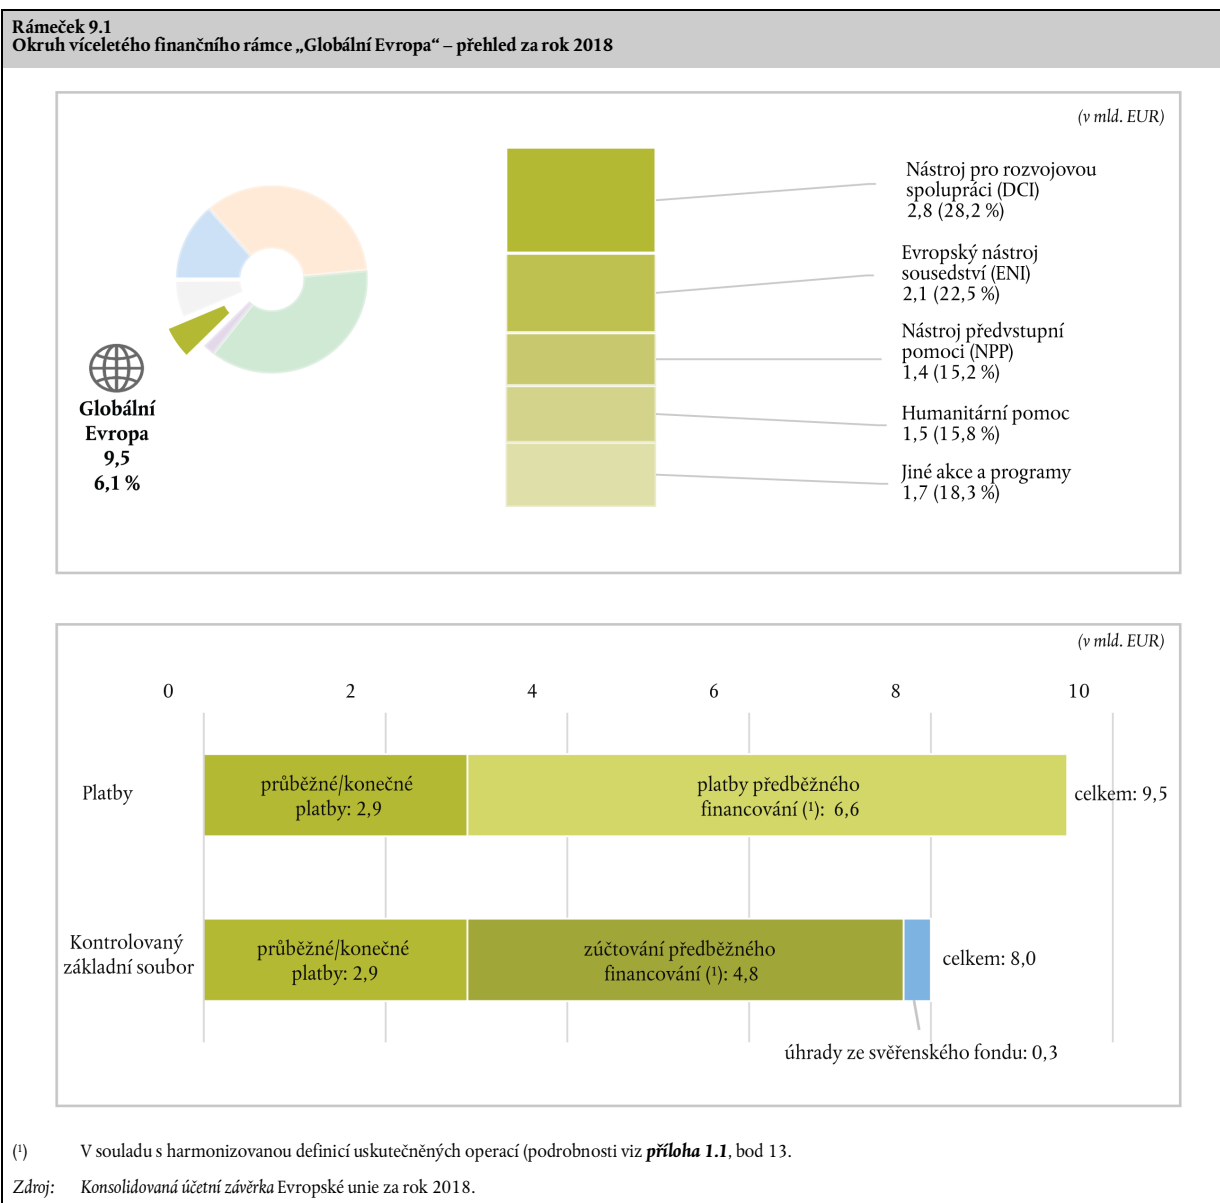 Rámeček 9.1
Okruh víceletého finančního rámce „Globální Evropa“ – přehled za rok 2018
(v mld. EUR)
Nástroj pro rozvojovou
spolupráci (DCI)
2,8 (28,2 %)
Evropský nástroj
sousedství (ENI)
2,1 (22,5 %)
Nástroj předvstupní
pomoci (NPP)
1,4 (15,2 %)
Humanitární pomoc
1,5 (15,8 %)
Jiné akce a programy
1,7 (18,3 %)
Globální
Evropa
9,5
6,1 %
(v mld. EUR)
0 2 4 6 8 10
Platby
průběžné/konečné
platby: 2,9
platby předběžného
financování (¹): 6,6
celkem: 9,5
Kontrolovaný
základní soubor
průběžné/konečné
platby: 2,9
zúčtování předběžného
financování (¹): 4,8
celkem: 8,0
úhrady ze svěřenského fondu: 0,3
(¹) V souladu s harmonizovanou definicí uskutečněných operací (podrobnosti viz příloha 1.1, bod 13.
Zdroj: Konsolidovaná účetní závěrka Evropské unie za rok 2018.